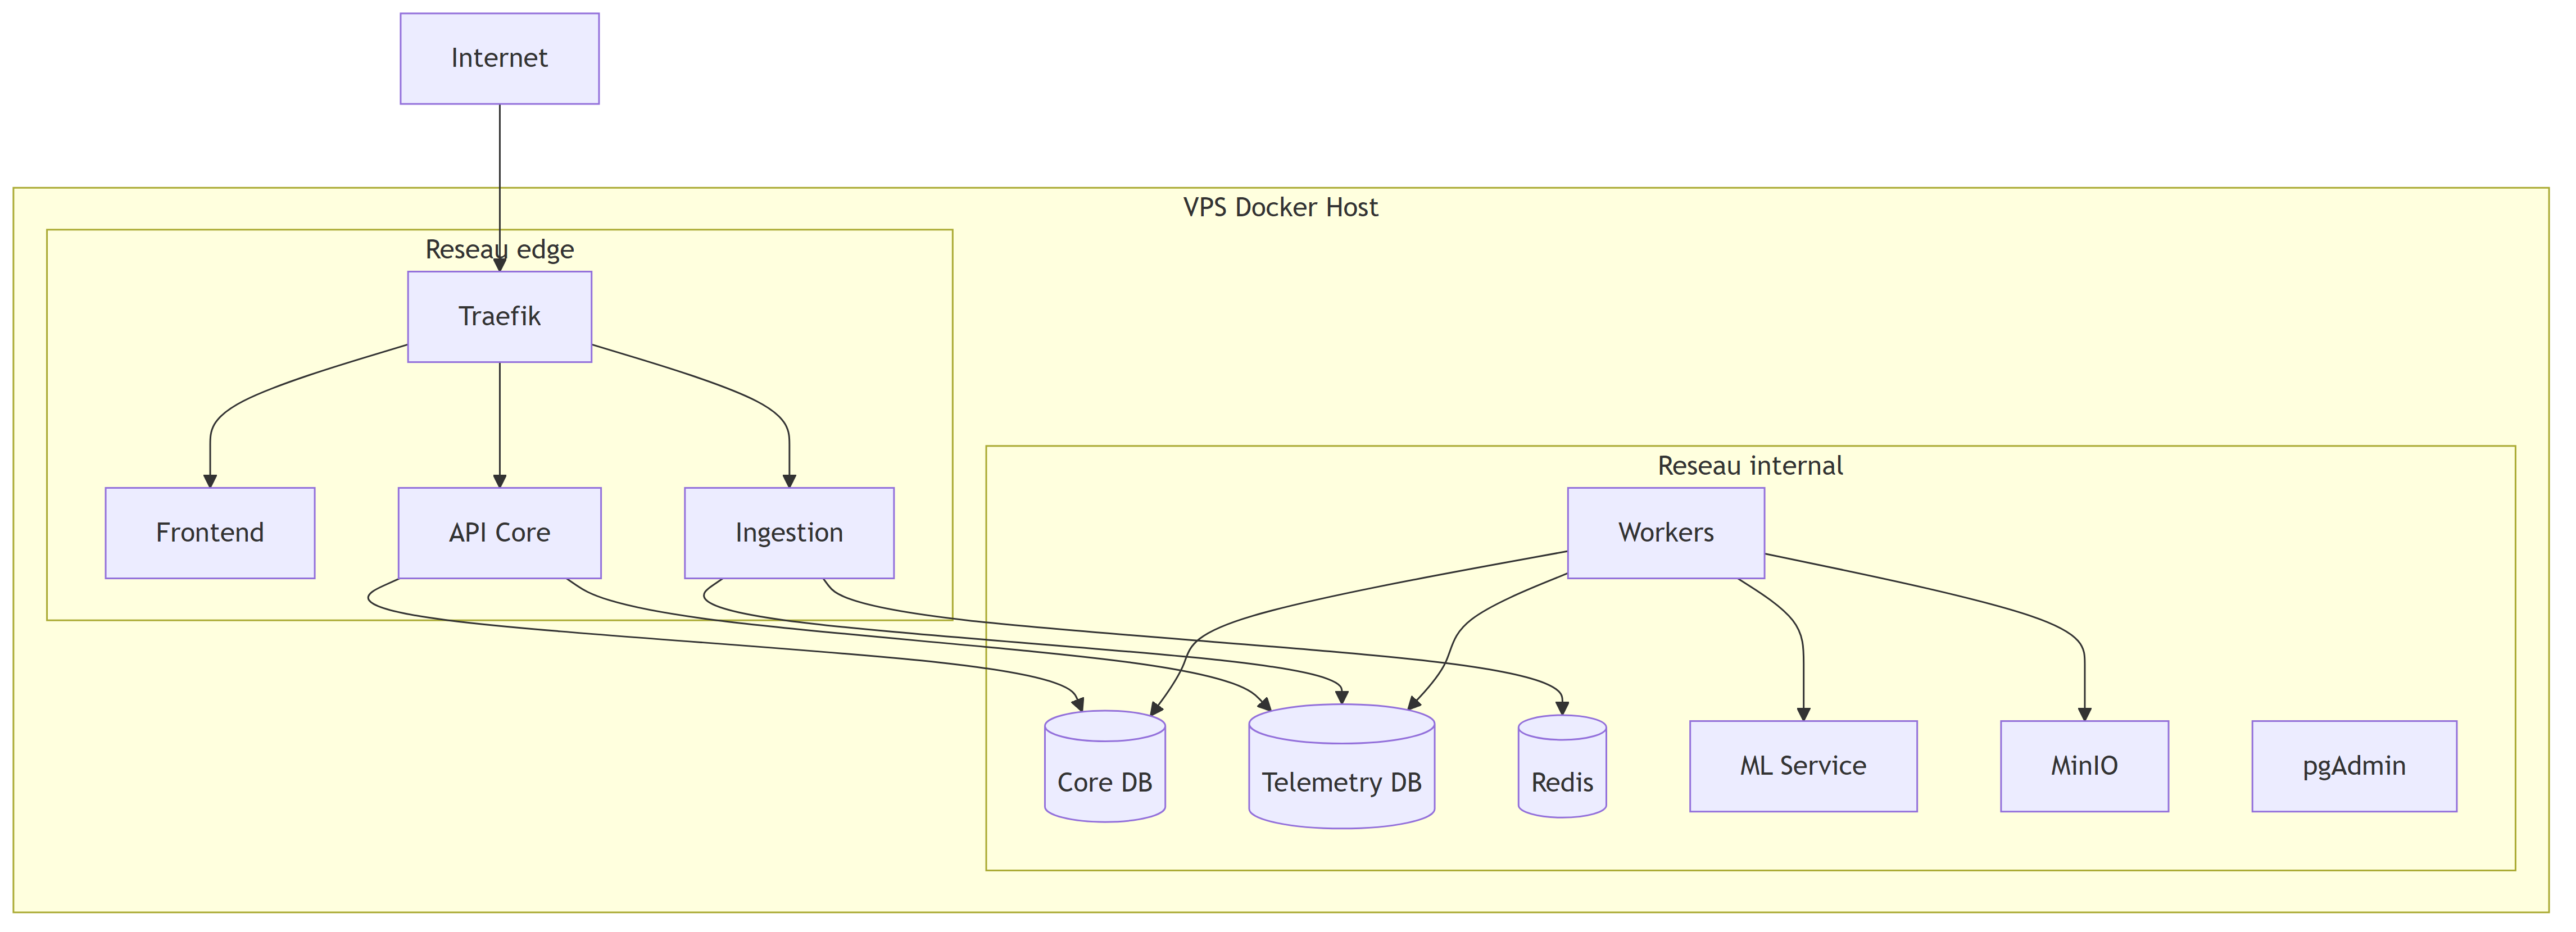 Internet
VPS Docker Host
Reseau edge
Traefik
Reseau internal
Frontend
API Core
Ingestion
Workers
Core DB
Telemetry DB
Redis
ML Service
MinIO
pgAdmin